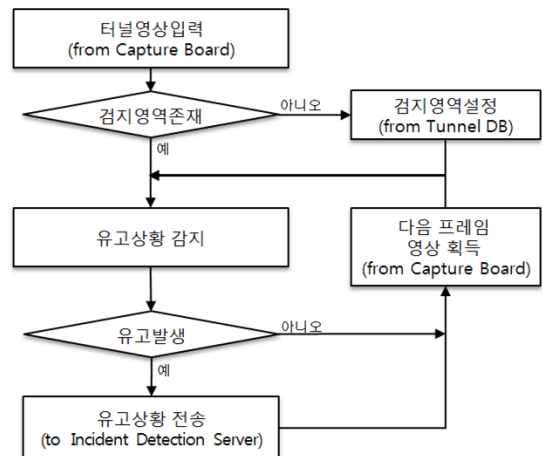 터널영상입력
(from Capture Board)
검지영역존재
아니오
검지영역설정
(from Tunnel DB)
예
유고상황 감지
다음 프레임
영상 획득
(from Capture Board)
유고발생
아니오
예
유고상황 전송
(to Incident Detection Server)